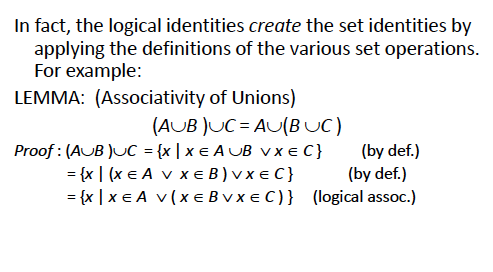 In fact, the logical identities create the set identities by
applying the definitions of the various set operations.
For example:
LEMMA: (Associativity of Unions)
(A∪B )∪C = A∪(B ∪C )
Proof : (A∪B )∪C = {x | x ∈ A ∪B ∨ x ∈ C } (by def.)
= {x | (x ∈ A ∨ x ∈ B ) ∨ x ∈ C } (by def.)
= {x | x ∈ A ∨ ( x ∈ B ∨ x ∈ C ) } (logical assoc.)